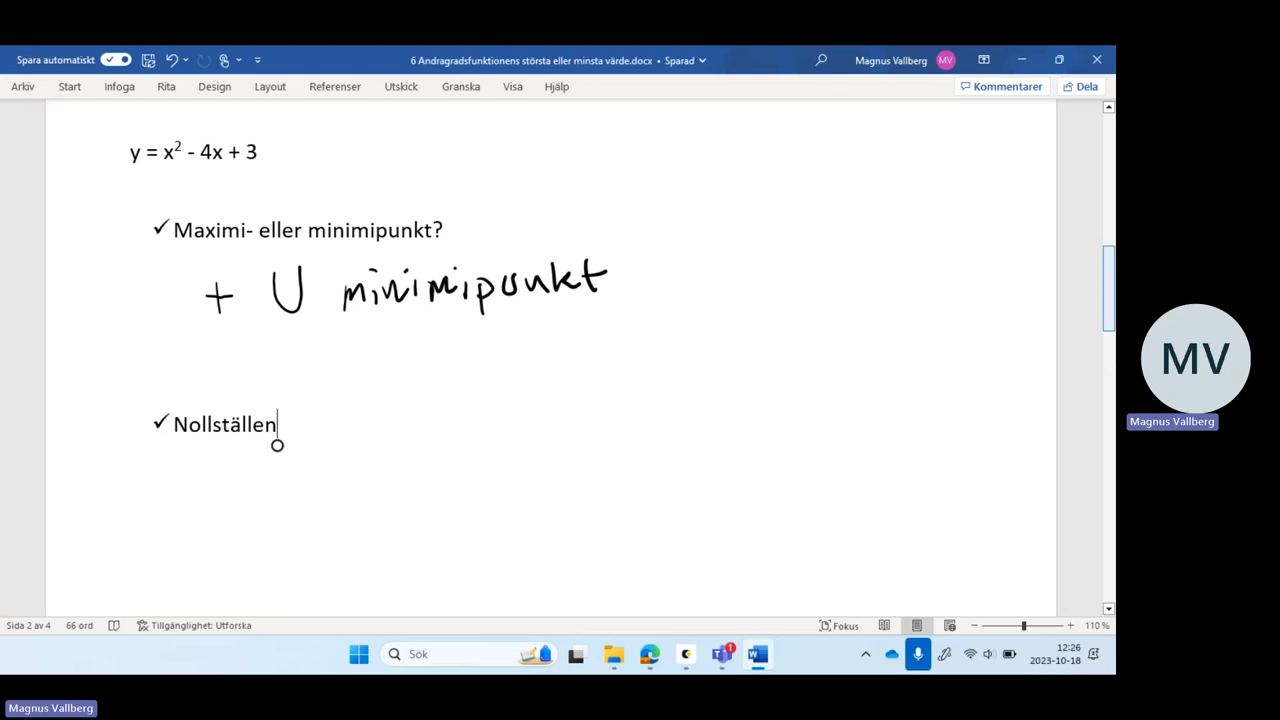 Spara automatiskt
6 Andragradsfunktionens största eller minsta värde.docx • Sparad
Magnus Vallberg MV
Arkiv Start Infoga Rita Design Layout Referenser Utskick Granska Visa Hjälp
Kommentarer Dela
y = x² - 4x + 3
✓ Maximi- eller minimipunkt?
+ U minimipunkt
✓ Nollställen
MV
Magnus Vallberg
Sida 2 av 4 66 ord Tillgänglighet: Utforska
Fokus 110 %
Sök
1
12:26
2023-10-18
Magnus Vallberg